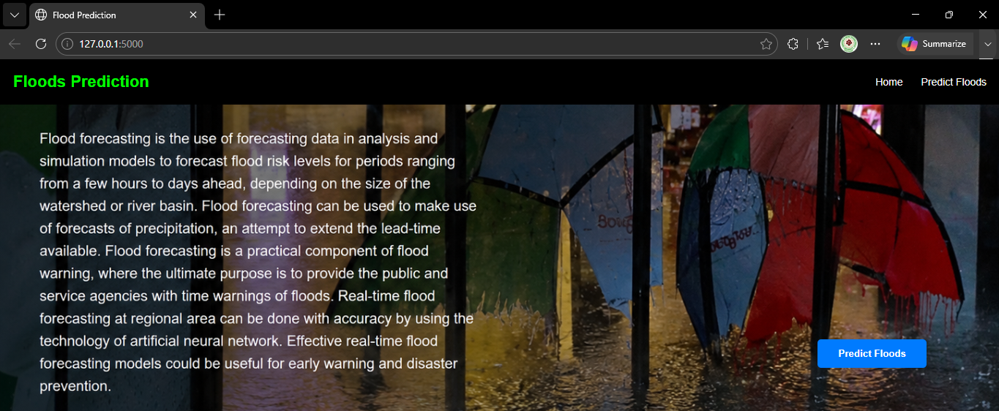 Flood Prediction
127.0.0.1:5000
Summarize
Floods Prediction
Home
Predict Floods
Flood forecasting is the use of forecasting data in analysis and
simulation models to forecast flood risk levels for periods ranging
from a few hours to days ahead, depending on the size of the
watershed or river basin. Flood forecasting can be used to make use
of forecasts of precipitation, an attempt to extend the lead-time
available. Flood forecasting is a practical component of flood
warning, where the ultimate purpose is to provide the public and
service agencies with time warnings of floods. Real-time flood
forecasting at regional area can be done with accuracy by using the
technology of artificial neural network. Effective real-time flood
forecasting models could be useful for early warning and disaster
prevention.
Predict Floods